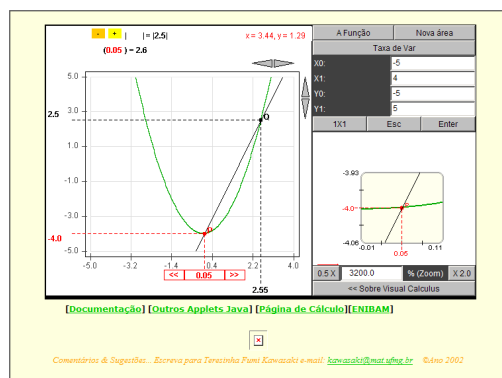 - + | |= |2.5| x = 3.44, y = 1.29
(0.05 ) = 2.6
A Função Nova área
Taxa de Var
X0: -5
X1: 4
Y0: -5
Y1: 5
1X1 Esc Enter
5.0
3.0
2.5
1.0
-1.0
-3.0
-4.0
-5.0
Q
-5.0 -3.2 -1.4 0.4 2.2 4.0
<< 0.05 >>
2.55
-3.93
-4.0
-4.06
-0.01 0.11
0.05
0.5 X 3200.0 % (Zoom) X 2.0
<< Sobre Visual Calculus
[Documentação] [Outros Applets Java] [Página de Cálculo][ENIBAM]
Comentários & Sugestões... Escreva para Teresinha Fumi Kawasaki e-mail: kawasaki@mat.ufmg.br ©Ano 2002